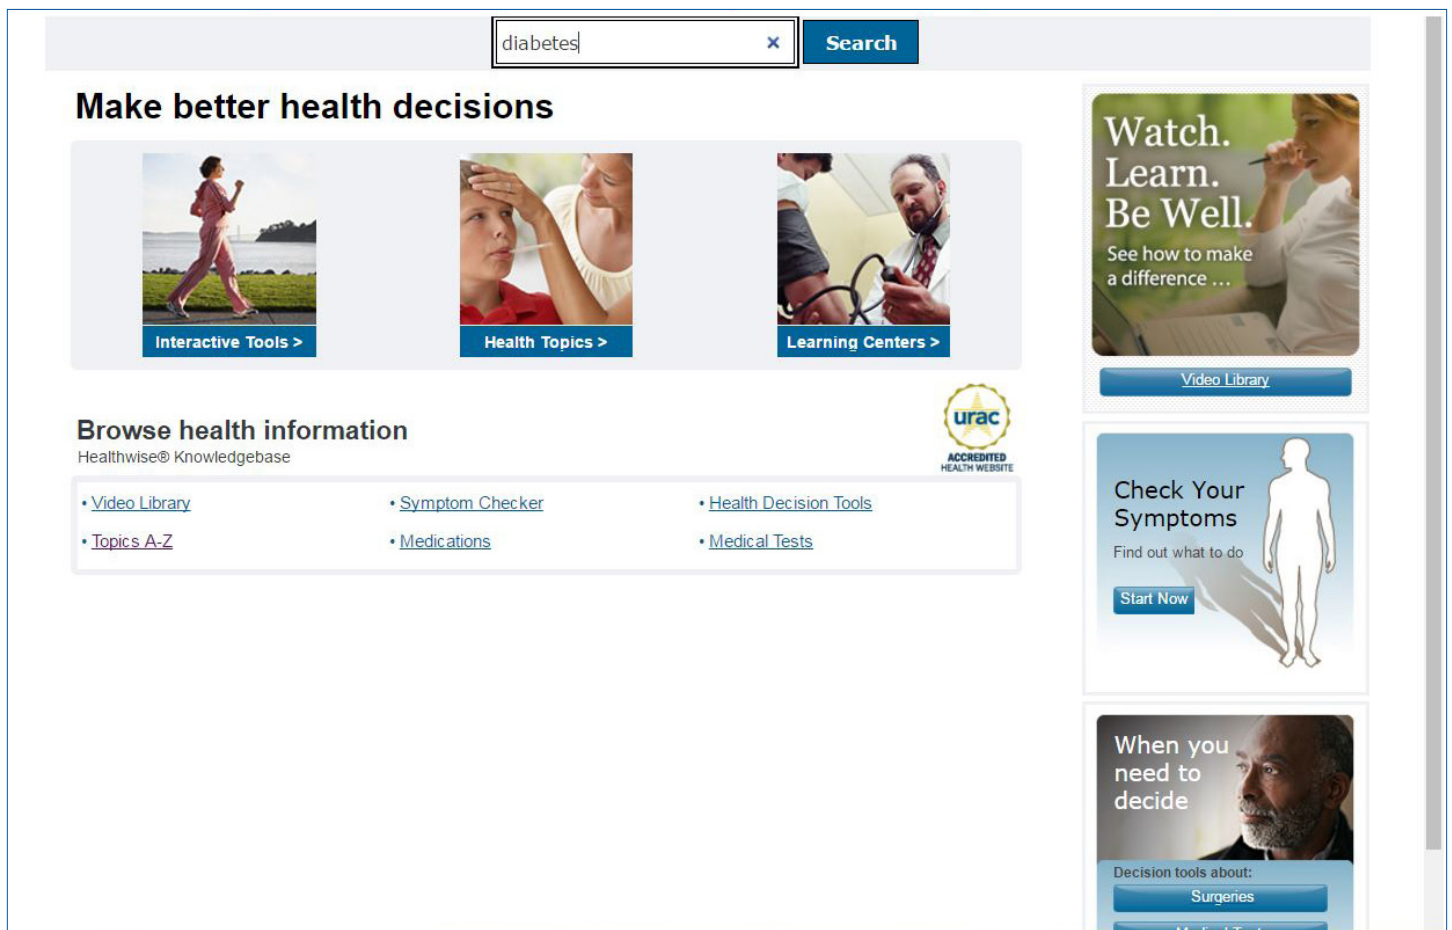 diabetes
Search
Make better health decisions
Interactive Tools >
Health Topics >
Learning Centers >
Browse health information
Healthwise® Knowledgebase
urac
ACCREDITED
HEALTH WEBSITE
• Video Library
• Symptom Checker
• Health Decision Tools
• Topics A-Z
• Medications
• Medical Tests
Watch.
Learn.
Be Well.
See how to make
a difference ...
Video Library
Check Your
Symptoms
Find out what to do
Start Now
When you
need to
decide
Decision tools about:
Surgeries